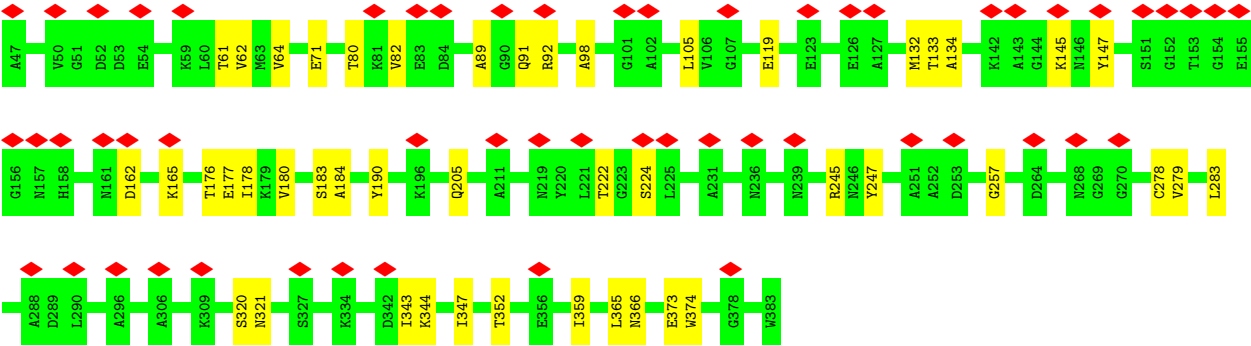 A47 V50 G51 D52 D53 E54 K59 L60 T61 V62 M63 V64 E71 T80 K81 V82 E83 D84 A89 G90 Q91 R92 A98 G101 A102 L105 V106 G107 E119 E123 E126 A127 M132 T133 A134 K142 A143 G144 K145 N146 Y147 S151 G152 T153 G154 E155
G156 N157 H158 N161 D162 K165 T176 E177 I178 K179 V180 S183 A184 Y190 K196 Q205 A211 N219 Y220 L221 T222 G223 S224 L225 A231 N236 N239 R245 N246 Y247 A251 A252 D253 G257 D264 N268 G269 G270 C278 V279 L283
A288 D289 L290 A296 A306 K309 S320 N321 S327 K334 D342 I343 K344 I347 T352 E356 I359 L365 N366 E373 W374 G378 W383